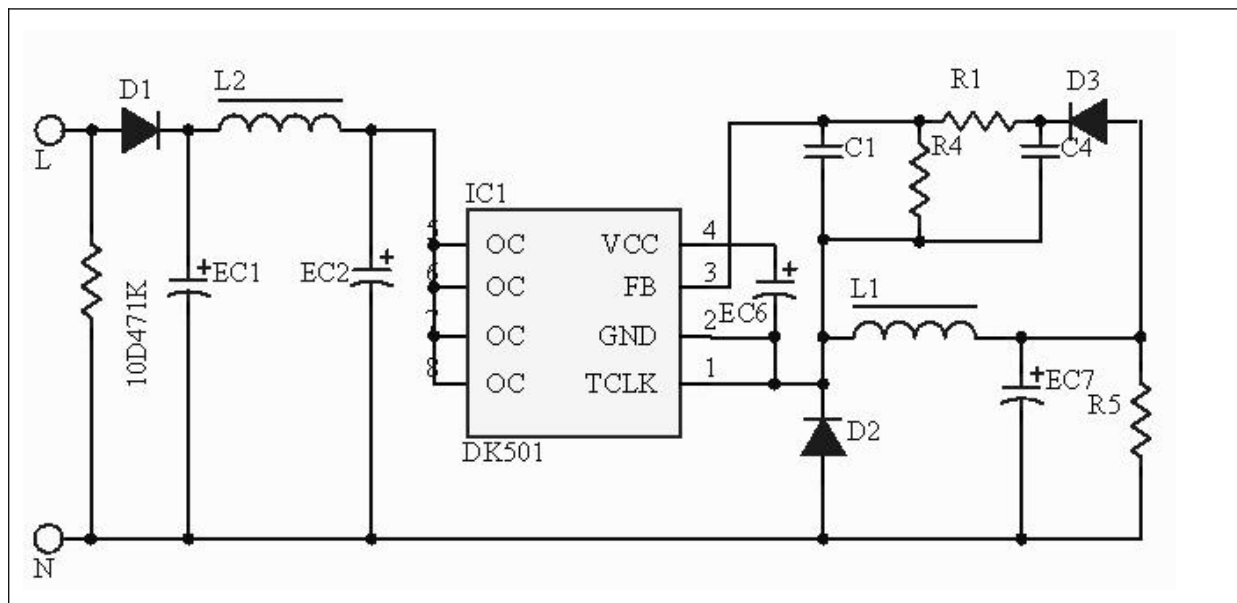 D1
L2
R1
D3
L
C1
R4
C4
IC1
5
OC
VCC
4
6
OC
FB
3
7
OC
GND
2
8
OC
TCLK
1
DK501
10D471K
+
EC1
EC2
+
+
EC6
L1
+
EC7
R5
D2
N